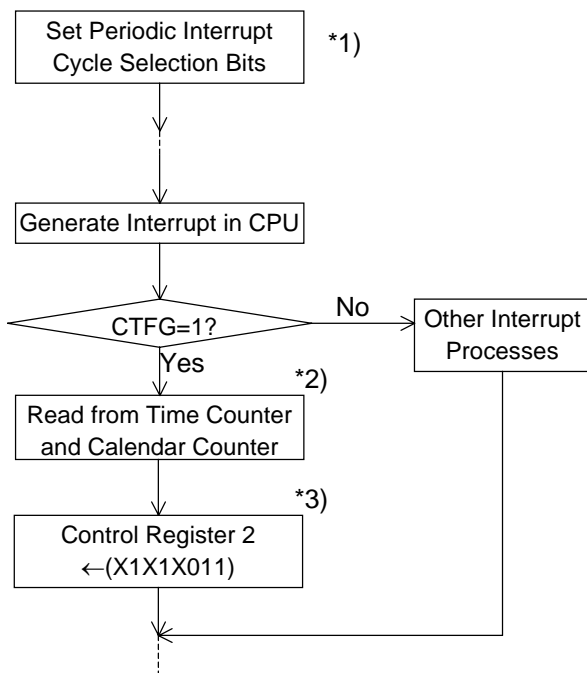 Set Periodic Interrupt
Cycle Selection Bits
*1)
Generate Interrupt in CPU
CTFG=1?
No
Other Interrupt
Processes
Yes
*2)
Read from Time Counter
and Calendar Counter
*3)
Control Register 2
←(X1X1X011)